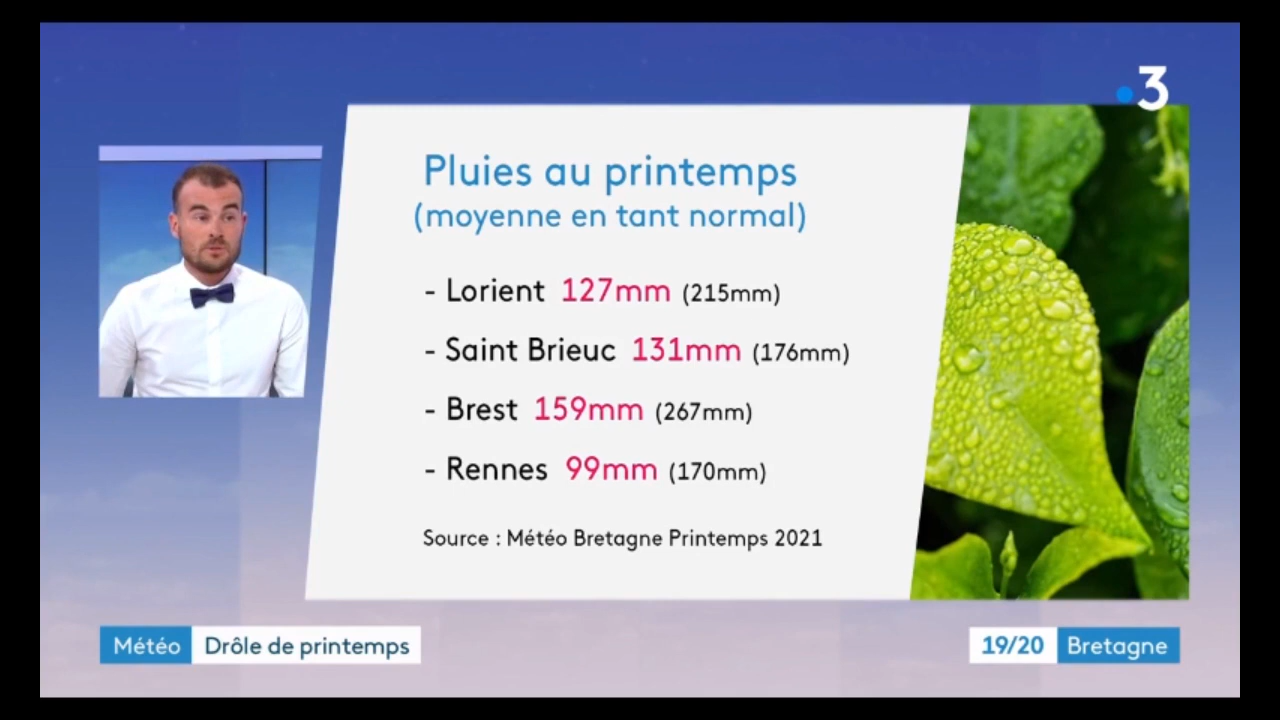 3
Pluies au printemps
(moyenne en tant normal)
- Lorient 127mm (215mm)
- Saint Brieuc 131mm (176mm)
- Brest 159mm (267mm)
- Rennes 99mm (170mm)
Source : Météo Bretagne Printemps 2021
Météo Drôle de printemps
19/20 Bretagne